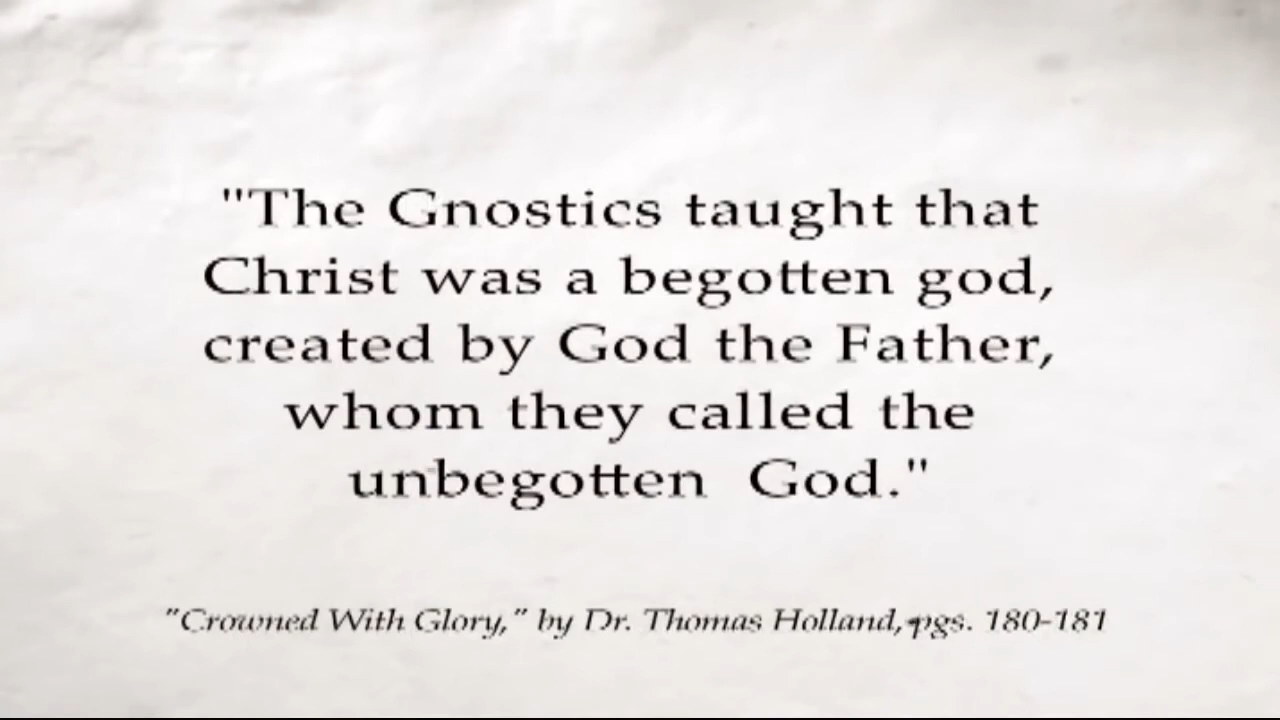 "The Gnostics taught that
Christ was a begotten god,
created by God the Father,
whom they called the
unbegotten God."
"Crowned With Glory," by Dr. Thomas Holland, pgs. 180-181